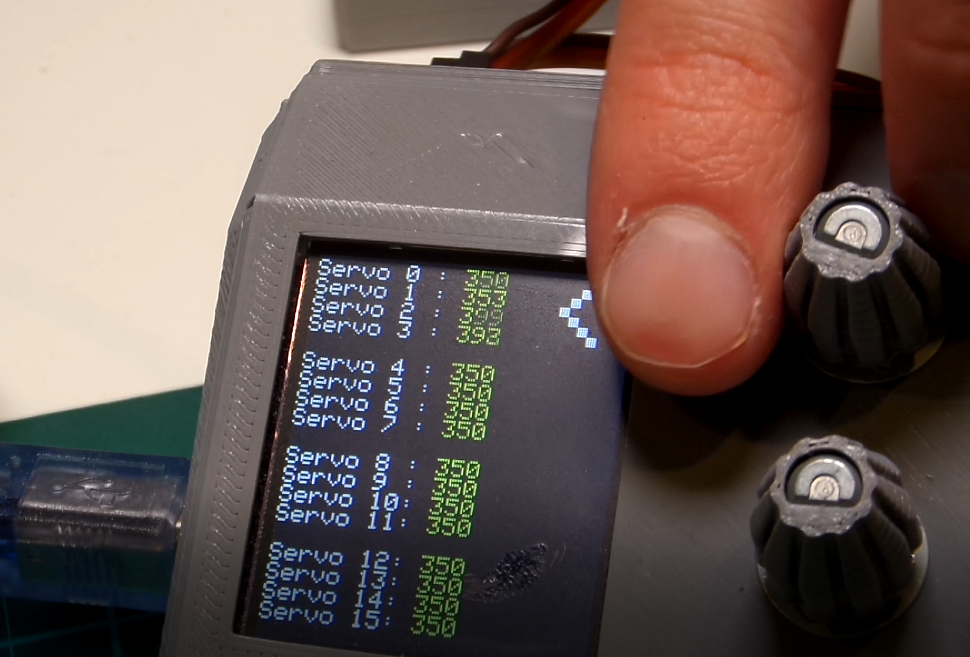 Servo 0 : 350
Servo 1 : 353
Servo 2 : 399
Servo 3 : 398
Servo 4 : 350
Servo 5 : 350
Servo 6 : 350
Servo 7 : 350
Servo 8 : 350
Servo 9 : 350
Servo 10: 350
Servo 11: 350
Servo 12: 350
Servo 13: 350
Servo 14: 350
Servo 15: 350